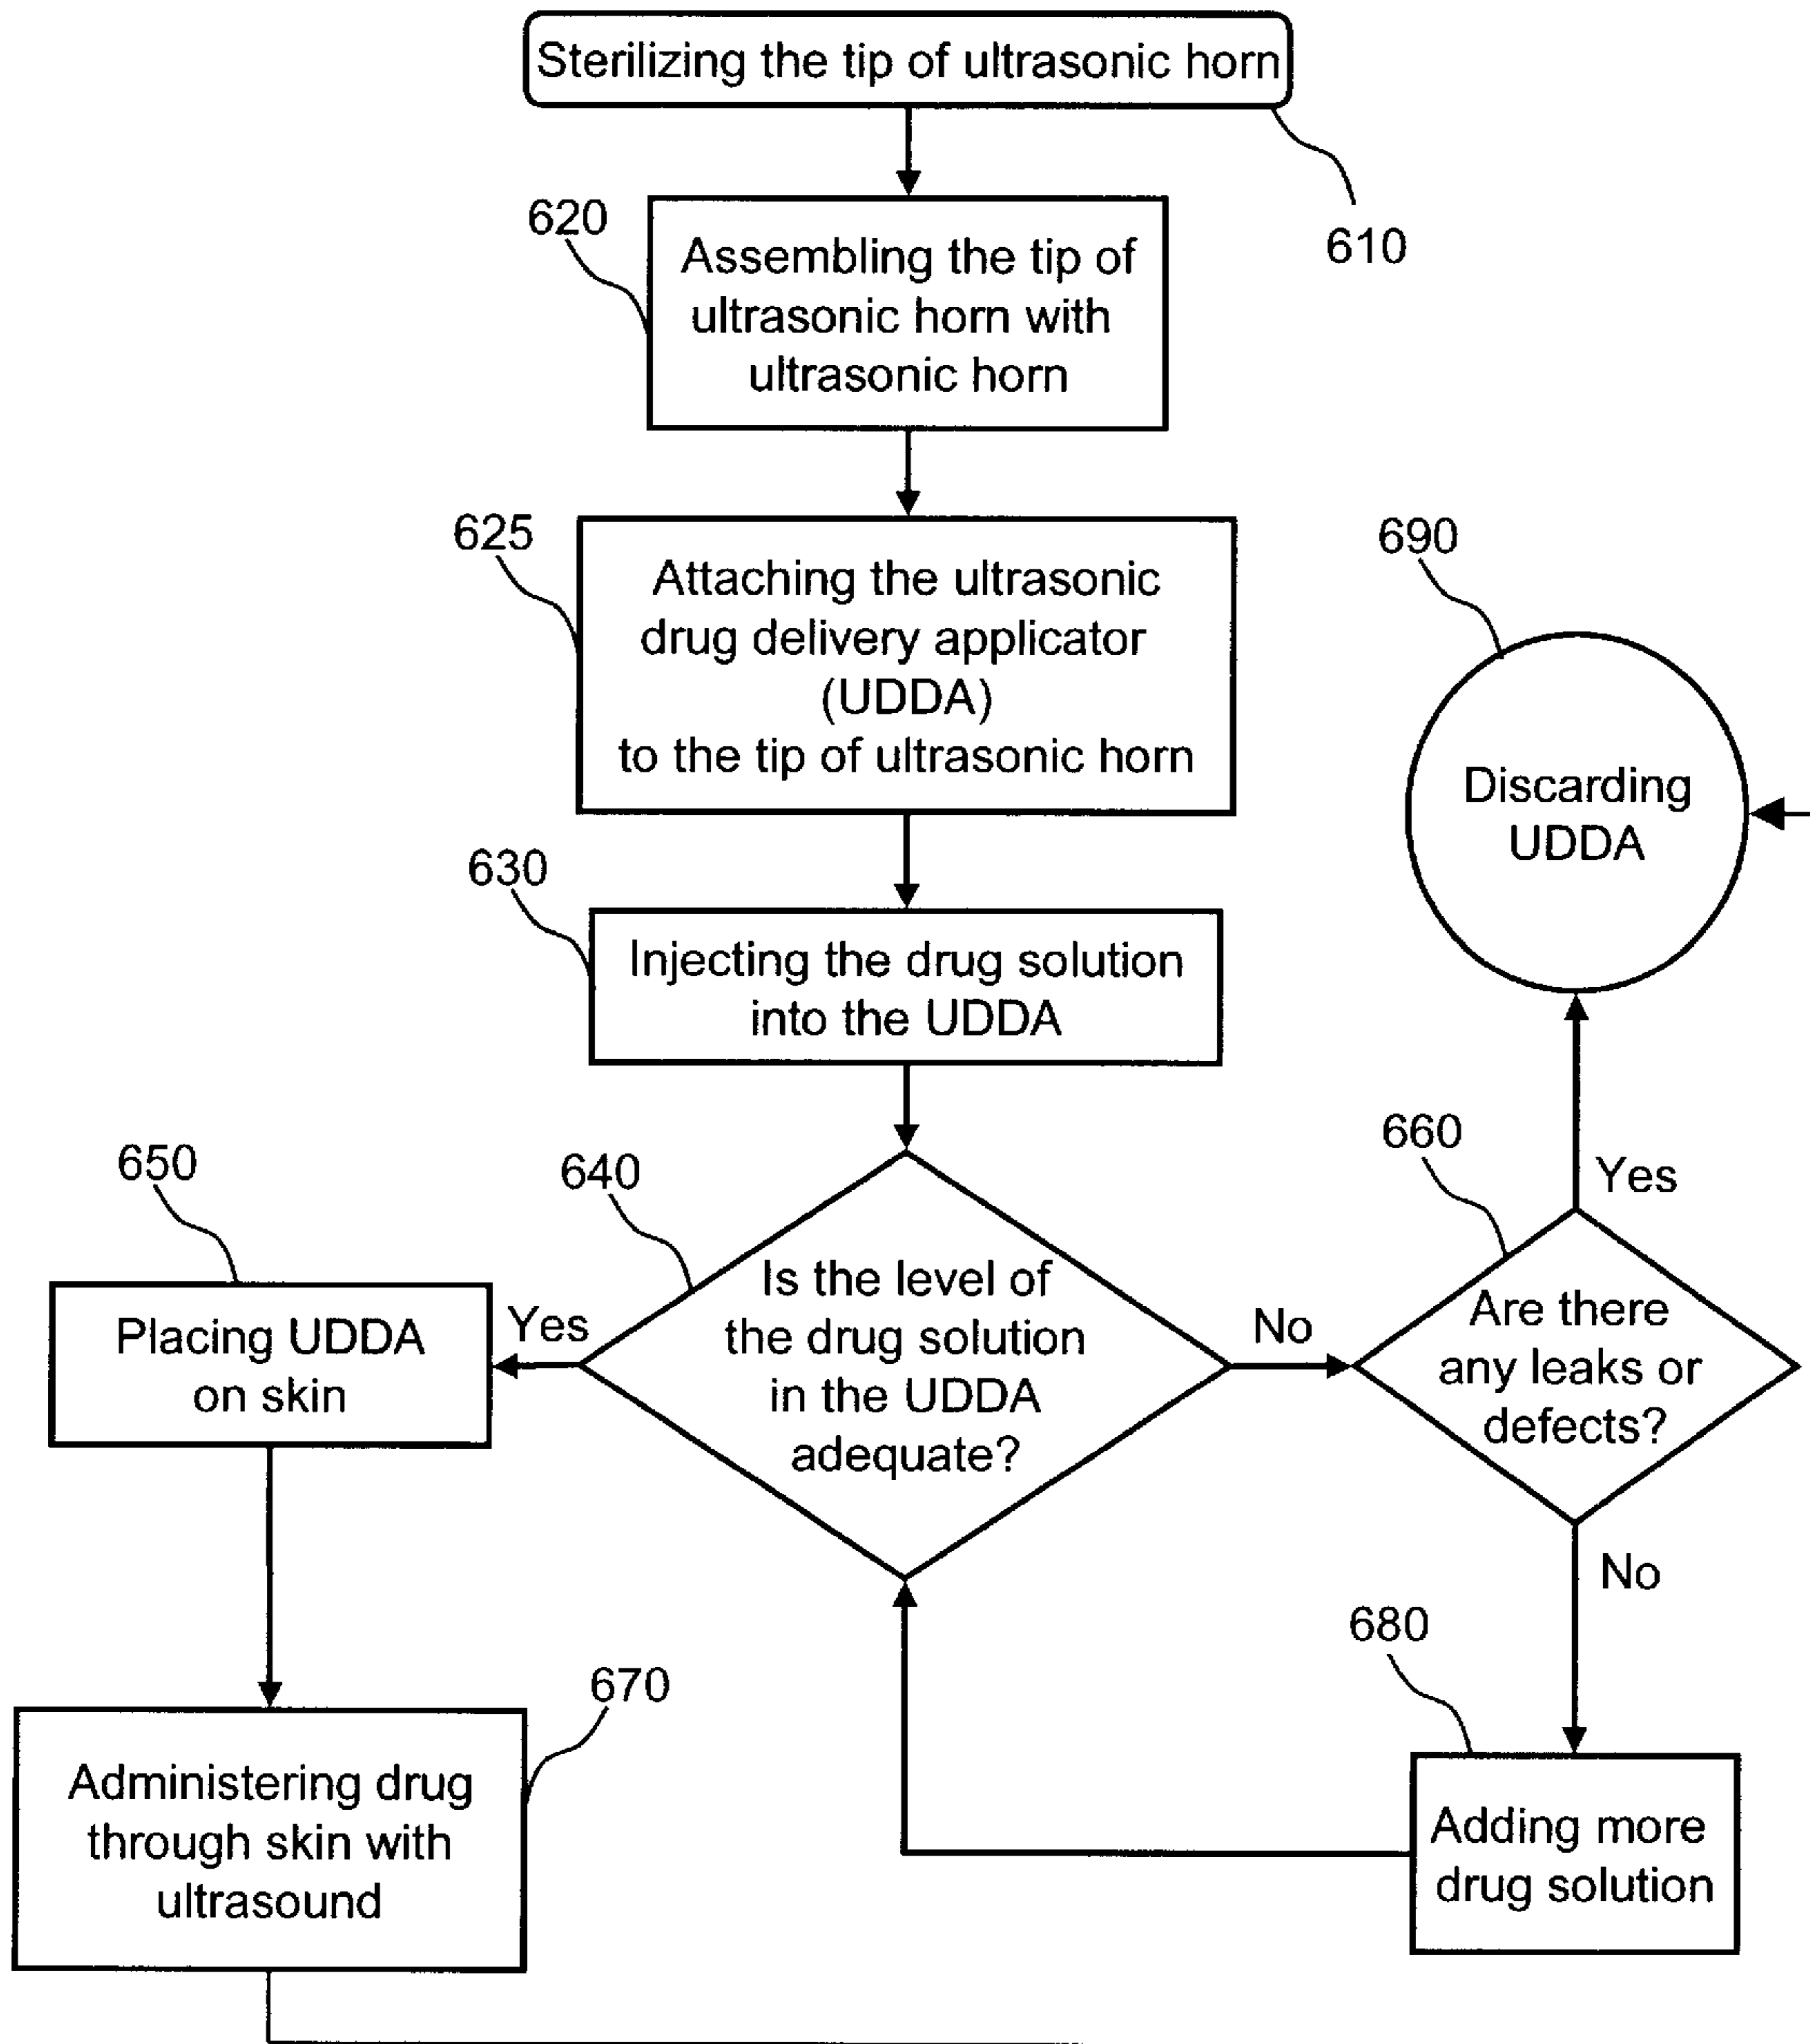 Sterilizing the tip of ultrasonic horn
610
620
Assembling the tip of
ultrasonic horn with
ultrasonic horn
625
Attaching the ultrasonic
drug delivery applicator
(UDDA)
to the tip of ultrasonic horn
690
Discarding
UDDA
630
Injecting the drug solution
into the UDDA
640
Is the level of
the drug solution
in the UDDA
adequate?
Yes
650
Placing UDDA
on skin
No
660
Yes
Are there
any leaks or
defects?
No
670
Administering drug
through skin with
ultrasound
680
Adding more
drug solution